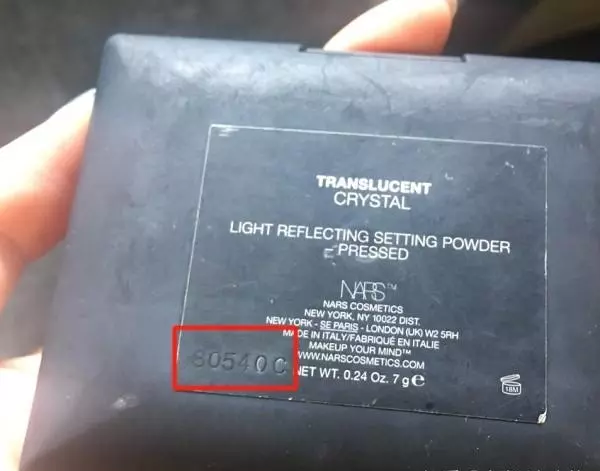 TRANSLUCENT
CRYSTAL
LIGHT REFLECTING SETTING POWDER
PRESSED
NARS™
NARS COSMETICS
NEW YORK, NY 10022 DIST.
NEW YORK - SE PARIS - LONDON (UK) W2 5RH
MADE IN ITALY/FABRIQUÉ EN ITALIE
MAKEUP YOUR MIND™
WWW.NARSCOSMETICS.COM
80540C
NET WT. 0.24 Oz. 7 g℮
18M